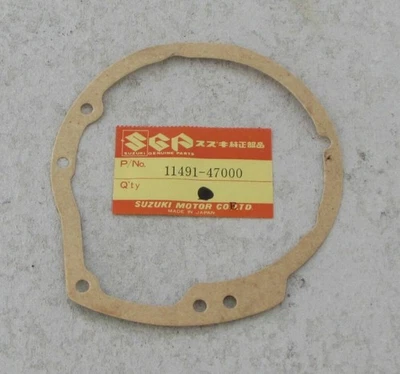 SGP スズキ純正部品
SUZUKI GENUINE PARTS
P/No. 11491-47000
Q'ty
SUZUKI MOTOR CO.,LTD.
MADE IN JAPAN